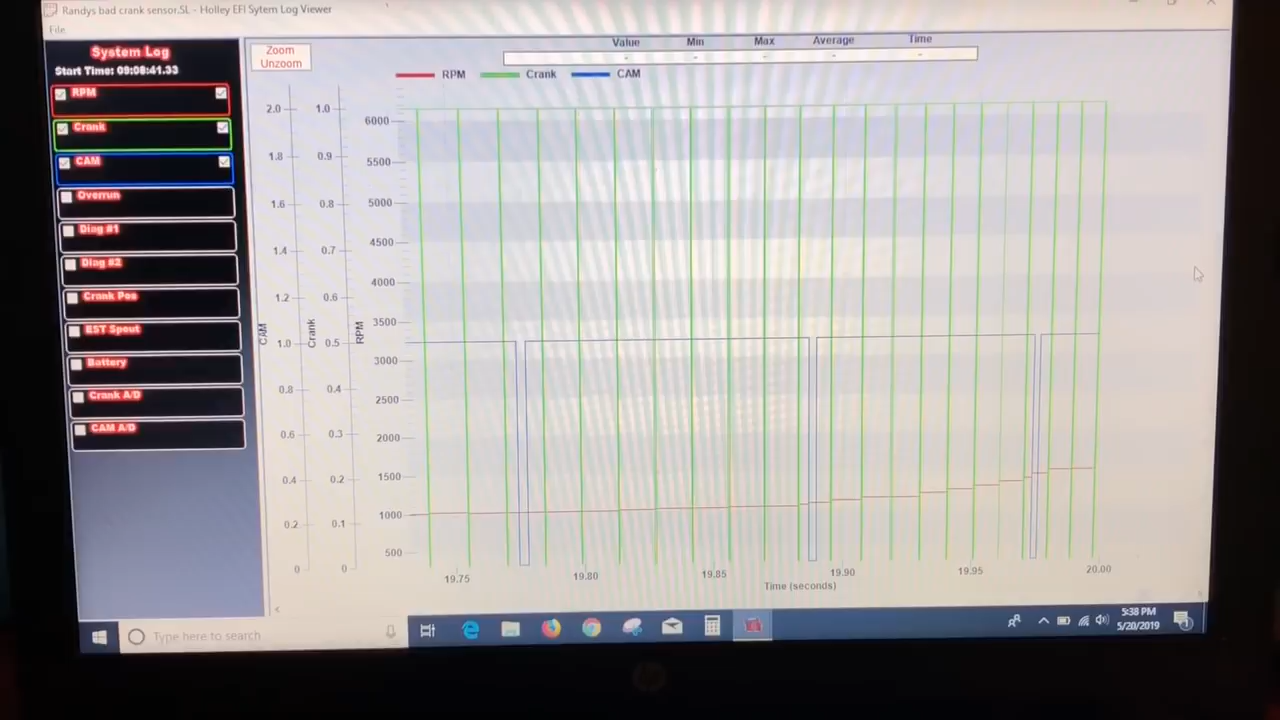 Randys bad crank sensor.SL - Holley EFI Sytem Log Viewer
File
System Log
Start Time: 09:08:41.33
RPM
Crank
CAM
Overrun
Diag #1
Diag #2
Crank Pos
EST Spout
Battery
Crank A/D
CAM A/D
Zoom
Unzoom
Value Min Max Average Time
- - - - -
RPM Crank CAM
2.0 1.0 6000
1.8 0.9 5500
1.6 0.8 5000
1.4 0.7 4500
4000
1.2 0.6
3500
CAM Crank RPM
1.0 0.5 3000
0.8 0.4 2500
0.6 0.3 2000
0.4 0.2 1500
0.2 0.1 1000
500
0 0
19.75 19.80 19.85 19.90 19.95 20.00
Time (seconds)
Type here to search
5:38 PM
5/20/2019
hp